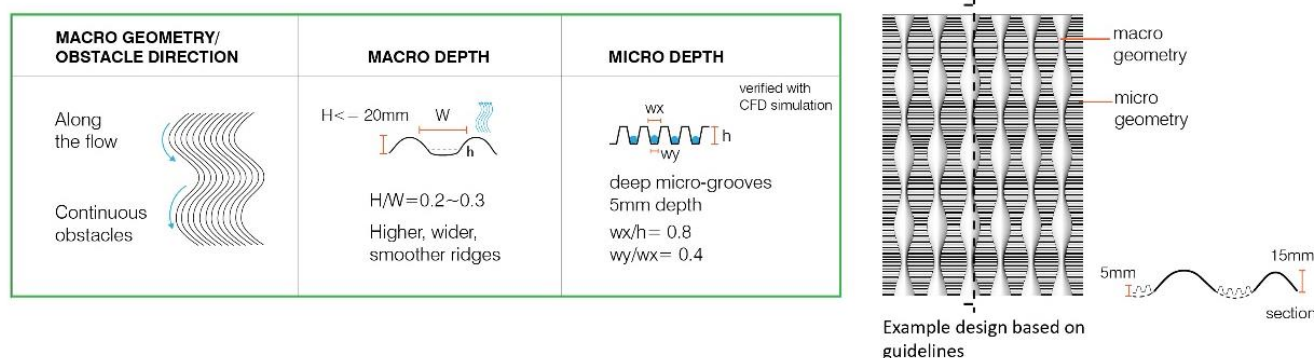 MACRO GEOMETRY/
OBSTACLE DIRECTION
Along
the flow
Continuous
obstacles
MACRO DEPTH
H<– 20mm
W
h
H/W=0.2~0.3
Higher, wider,
smoother ridges
MICRO DEPTH
verified with
CFD simulation
wx
h
wy
deep micro-grooves
5mm depth
wx/h= 0.8
wy/wx= 0.4
macro
geometry
micro
geometry
Example design based on
guidelines
5mm
15mm
section